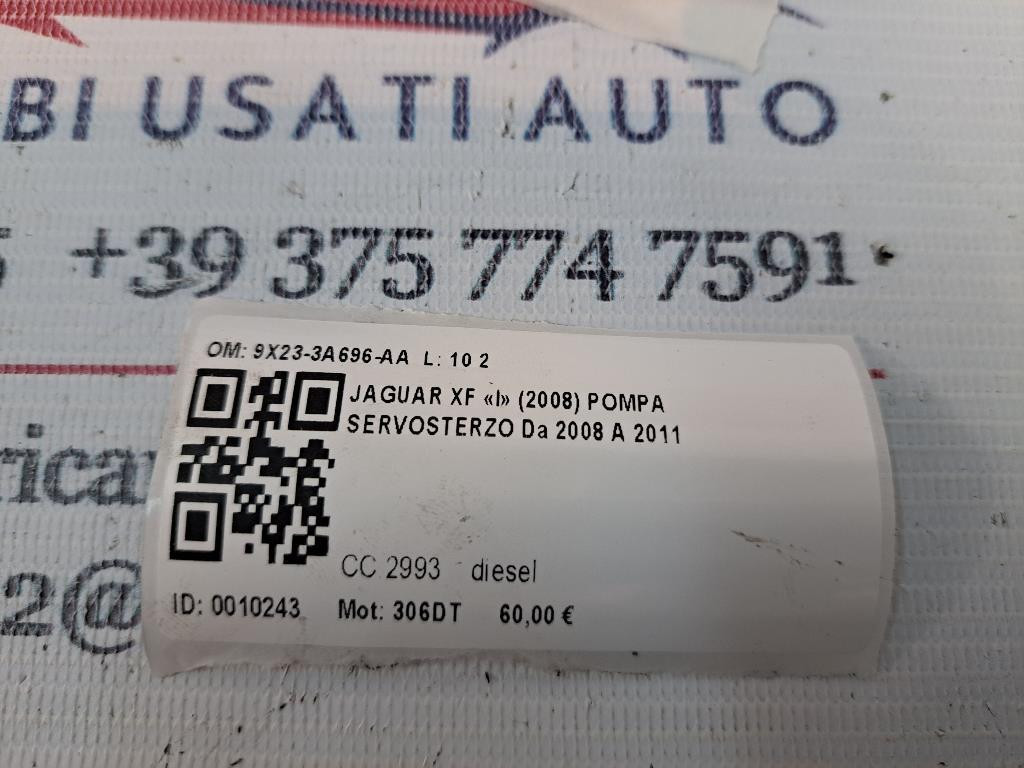 BI USATI AUTO
+39 375 774 7591
OM: 9X23-3A696-AA L: 10 2
JAGUAR XF «I» (2008) POMPA
SERVOSTERZO Da 2008 A 2011
rica
2@
CC 2993 diesel
ID: 0010243 Mot: 306DT 60,00 €